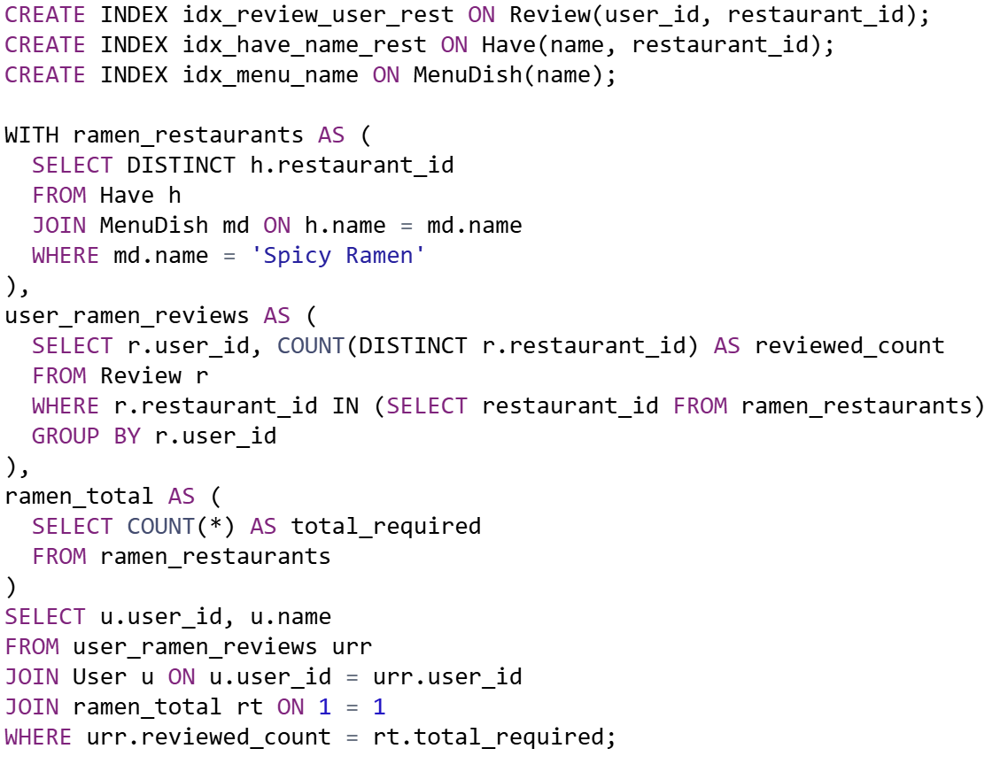 CREATE INDEX idx_review_user_rest ON Review(user_id, restaurant_id);
CREATE INDEX idx_have_name_rest ON Have(name, restaurant_id);
CREATE INDEX idx_menu_name ON MenuDish(name);

WITH ramen_restaurants AS (
  SELECT DISTINCT h.restaurant_id
  FROM Have h
  JOIN MenuDish md ON h.name = md.name
  WHERE md.name = 'Spicy Ramen'
),
user_ramen_reviews AS (
  SELECT r.user_id, COUNT(DISTINCT r.restaurant_id) AS reviewed_count
  FROM Review r
  WHERE r.restaurant_id IN (SELECT restaurant_id FROM ramen_restaurants)
  GROUP BY r.user_id
),
ramen_total AS (
  SELECT COUNT(*) AS total_required
  FROM ramen_restaurants
)
SELECT u.user_id, u.name
FROM user_ramen_reviews urr
JOIN User u ON u.user_id = urr.user_id
JOIN ramen_total rt ON 1 = 1
WHERE urr.reviewed_count = rt.total_required;